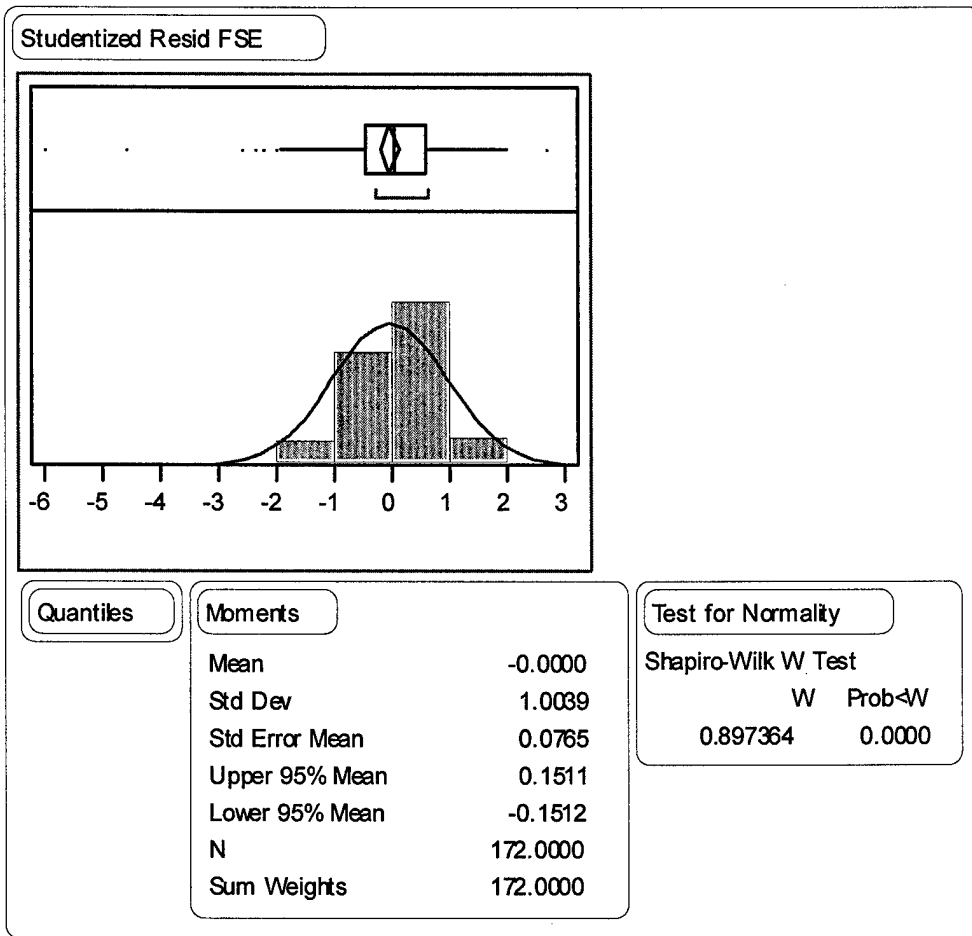 Studentized Resid FSE
-6 -5 -4 -3 -2 -1 0 1 2 3
Quantiles
Moments
Mean -0.0000
Std Dev 1.0039
Std Error Mean 0.0765
Upper 95% Mean 0.1511
Lower 95% Mean -0.1512
N 172.0000
Sum Weights 172.0000
Test for Normality
Shapiro-Wilk W Test
W Prob<W
0.897364 0.0000